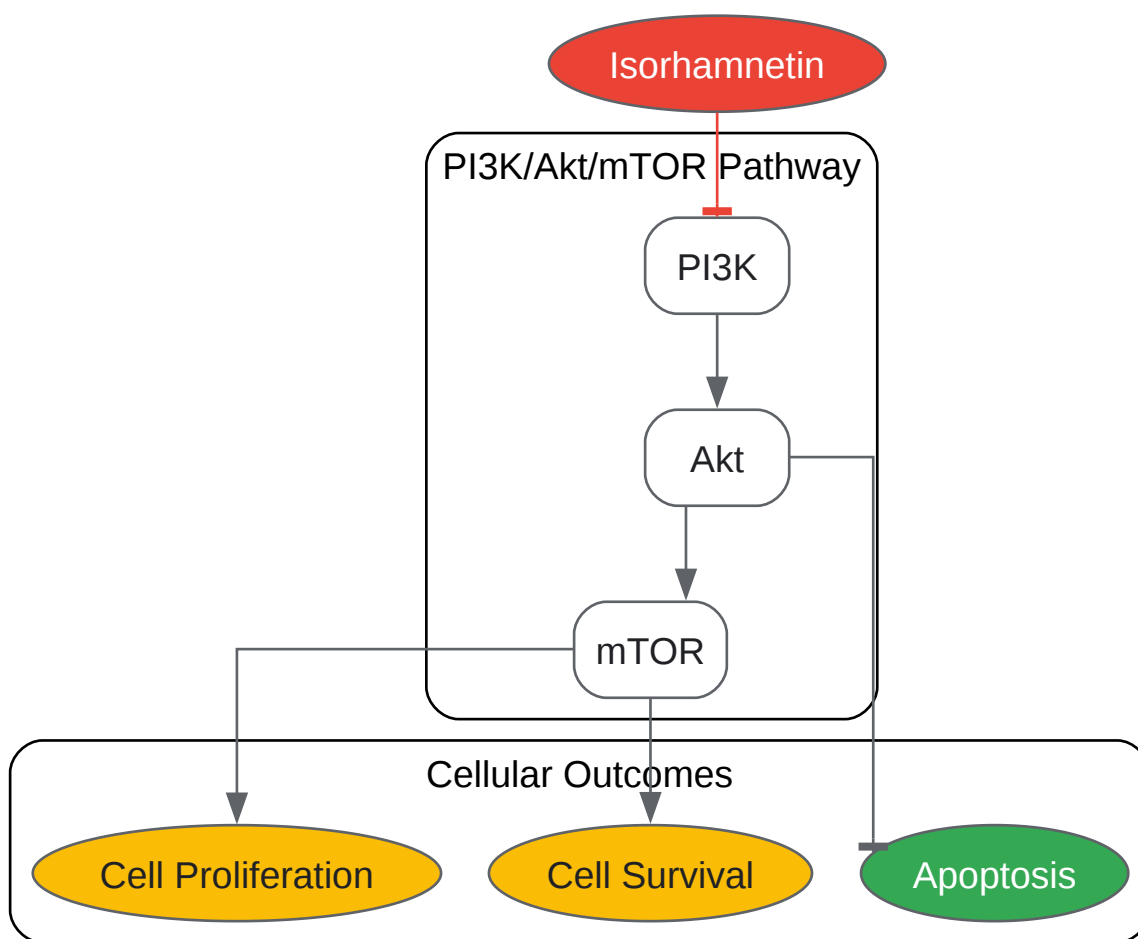 Isorhamnetin
PI3K/Akt/mTOR Pathway
PI3K
Akt
mTOR
Cellular Outcomes
Cell Proliferation
Cell Survival
Apoptosis